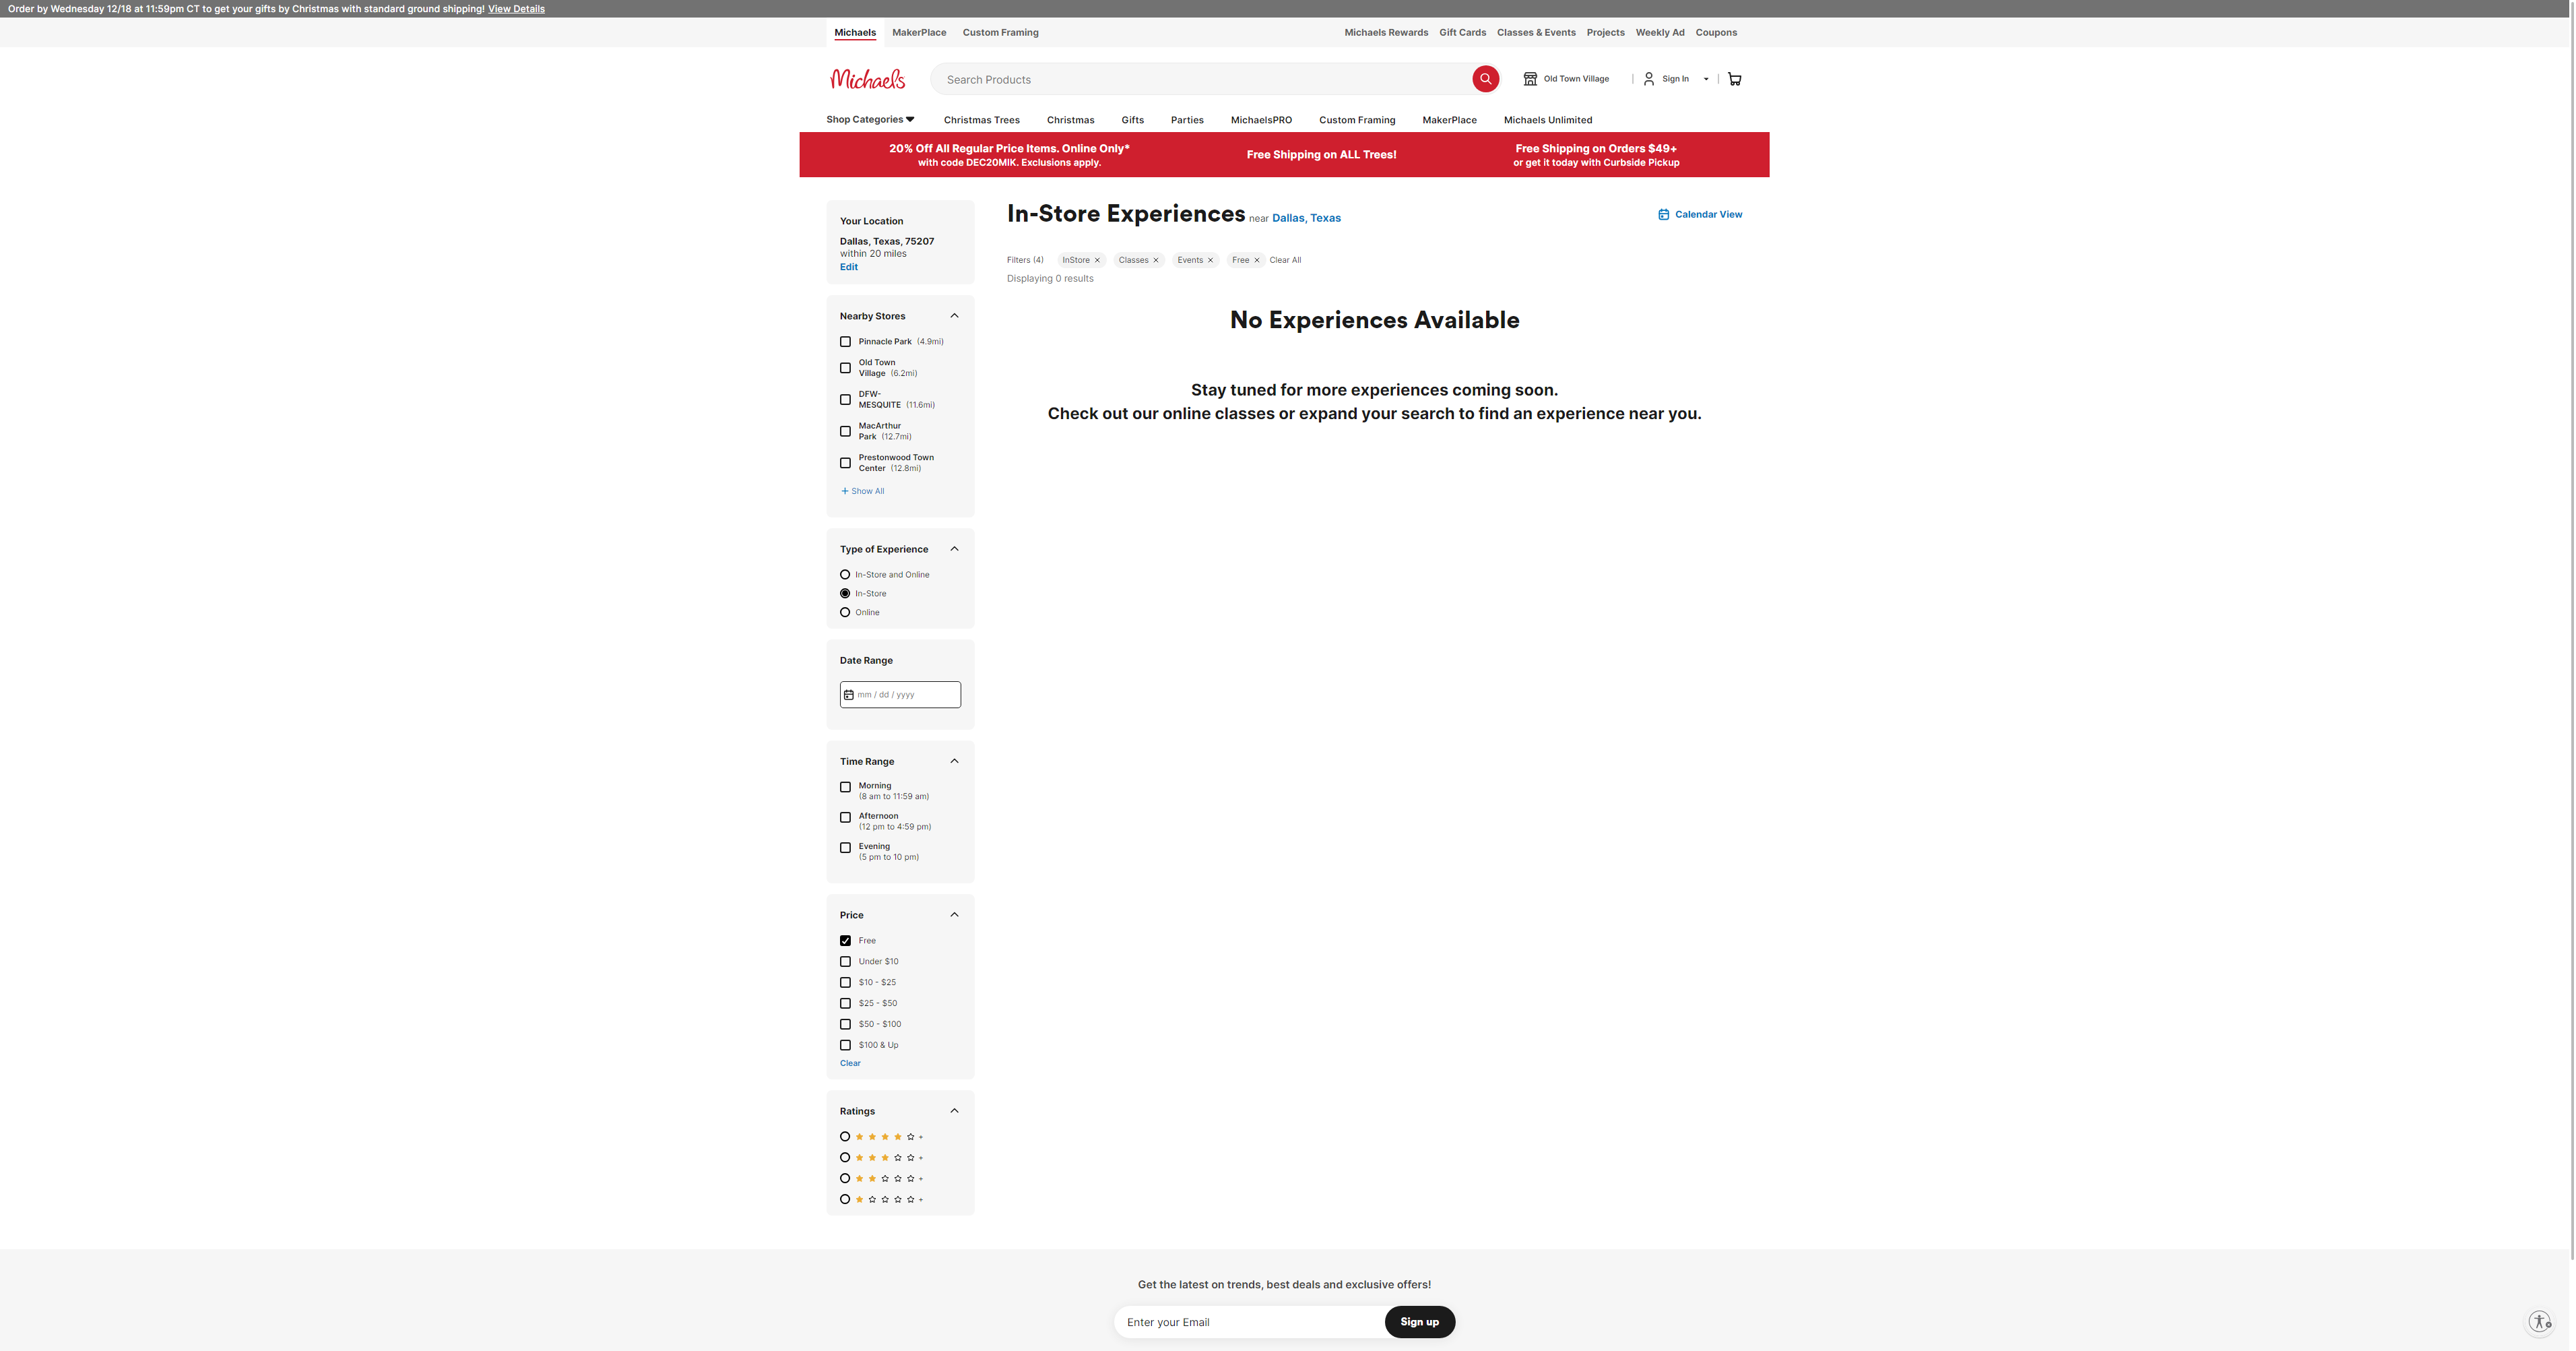 Order by Wednesday 12/18 at 11:59pm CT to get your gifts by Christmas with standard ground shipping! View Details
Michaels MakerPlace Custom Framing Michaels Rewards Gift Cards Classes & Events Projects Weekly Ad Coupons
Michaels Search Products Old Town Village | Sign In |
Shop Categories Christmas Trees Christmas Gifts Parties MichaelsPRO Custom Framing MakerPlace Michaels Unlimited
20% Off All Regular Price Items. Online Only*
with code DEC20MIK. Exclusions apply.
Free Shipping on ALL Trees!
Free Shipping on Orders $49+
or get it today with Curbside Pickup
Your Location
Dallas, Texas, 75207
within 20 miles
Edit
Nearby Stores
Pinnacle Park (4.9mi)
Old Town
Village (6.2mi)
DFW-
MESQUITE (11.6mi)
MacArthur
Park (12.7mi)
Prestonwood Town
Center (12.8mi)
+ Show All
Type of Experience
In-Store and Online
In-Store
Online
Date Range
mm / dd / yyyy
Time Range
Morning
(8 am to 11:59 am)
Afternoon
(12 pm to 4:59 pm)
Evening
(5 pm to 10 pm)
Price
Free
Under $10
$10 - $25
$25 - $50
$50 - $100
$100 & Up
Clear
Ratings
+
+
+
+
In-Store Experiences near Dallas, Texas
Calendar View
Filters (4) InStore × Classes × Events × Free × Clear All
Displaying 0 results
No Experiences Available
Stay tuned for more experiences coming soon.
Check out our online classes or expand your search to find an experience near you.
Get the latest on trends, best deals and exclusive offers!
Enter your Email Sign up